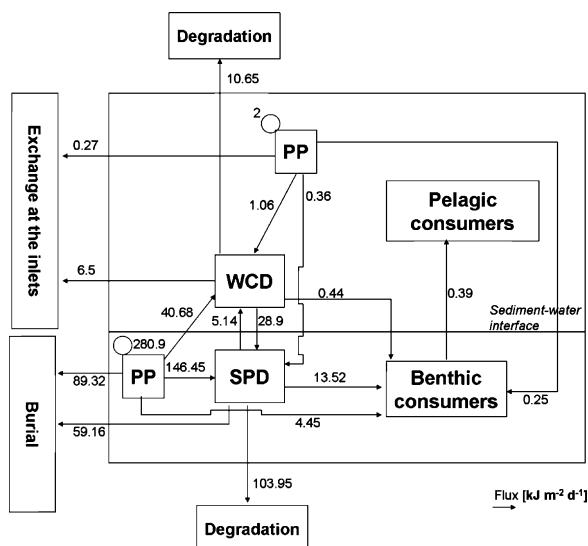 Degradation
10.65
2
PP
0.27
Exchange at the inlets
1.06
0.36
Pelagic
consumers
WCD
6.5
0.44
0.39
40.68
5.14
28.9
Sediment-water
interface
280.9
PP
146.45
SPD
13.52
Benthic
consumers
89.32
0.25
Burial
59.16
4.45
103.95
Flux [kJ m-2 d-1]
Degradation